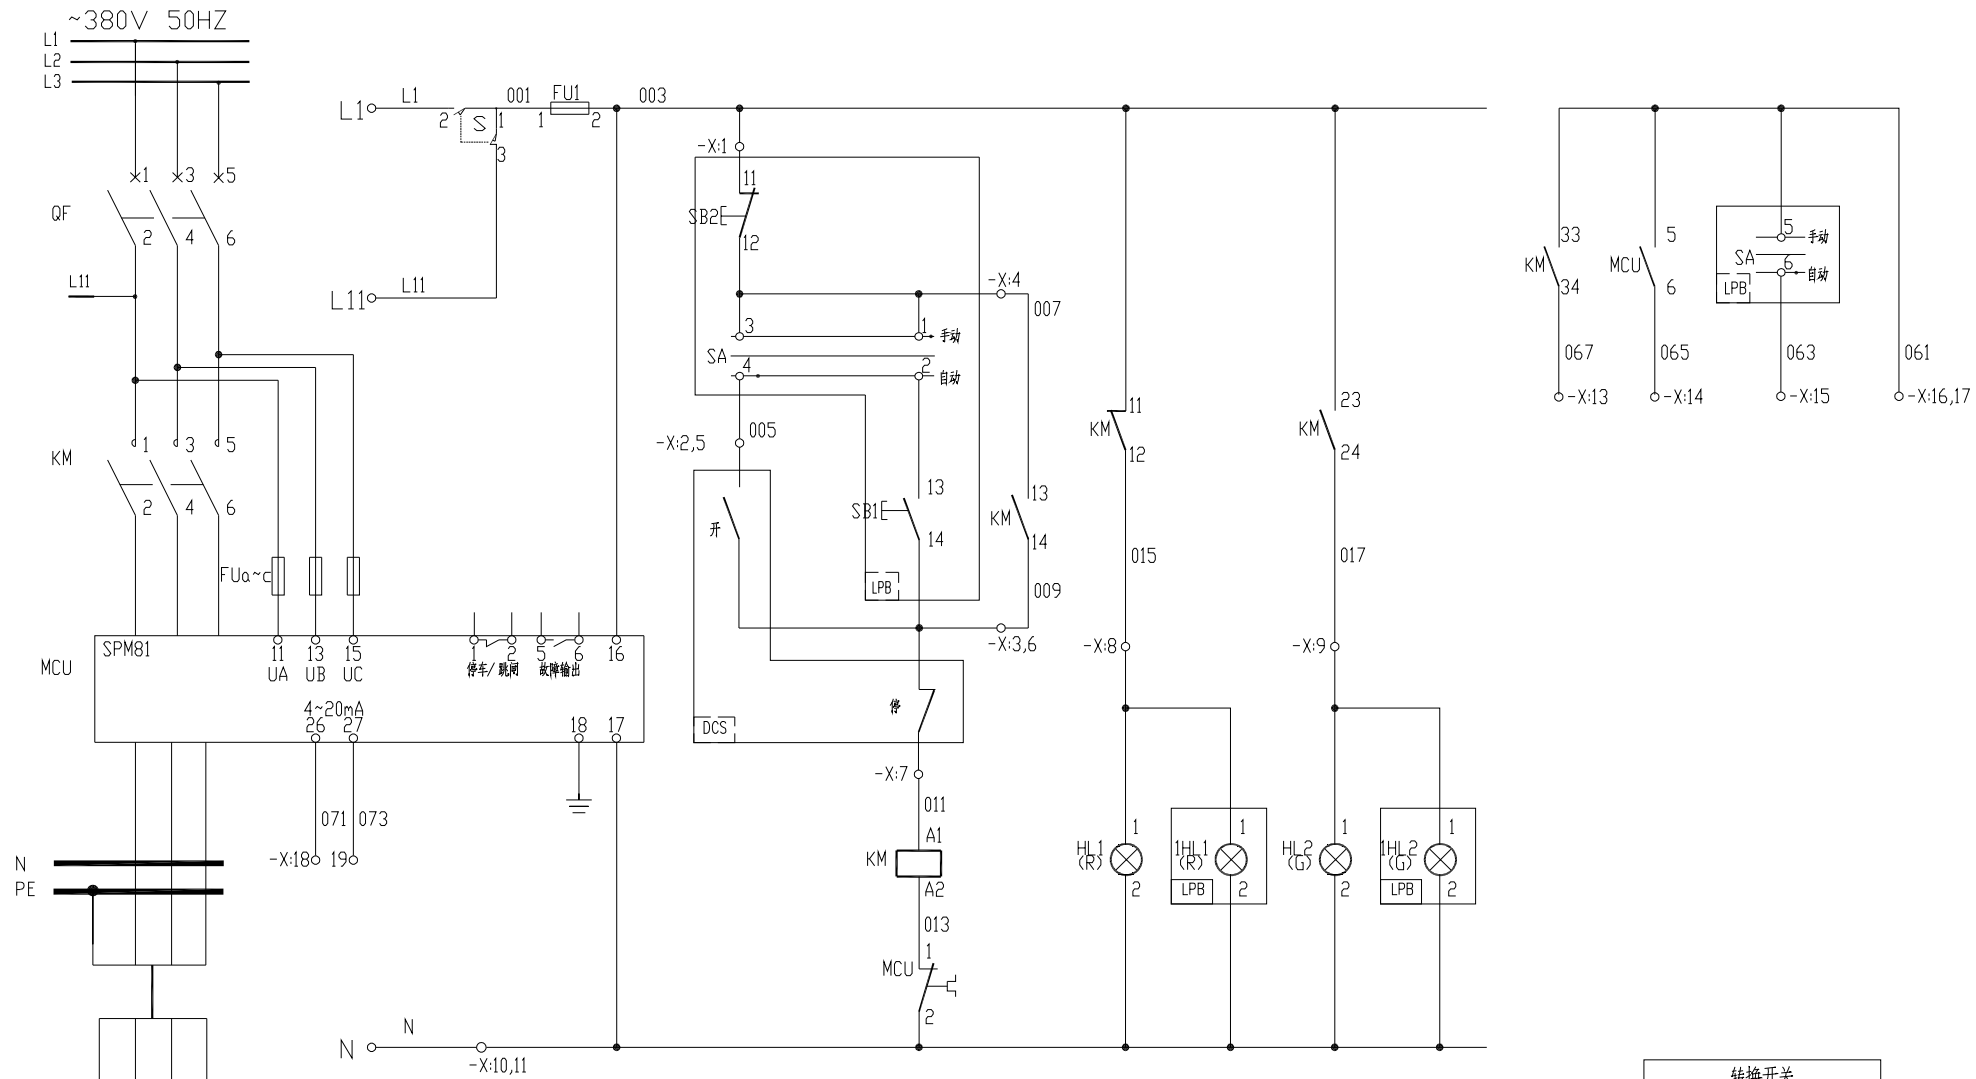 ~380V 50HZ
L1
L2
L3
1 3 5
QF
2 4 6
L11
1 3 5
KM
2 4 6
FUa~c
SPM81
MCU
11 13 15
UA UB UC
1 2 5 6 16
停车/跳闸 故障输出
4~20mA
26 27 18 17
071 073
-X:18 19
N
PE
L1 L1 2 S 1 3 001 FU1 1 2 003
L11 L11
-X:1
11
SB2
12
-X:4
007
3 1 手动
SA
4 2 自动
005
-X:2,5
开
13
SB1
14
13
KM
14
LPB
009
-X:3,6
停
DCS
-X:7
011
A1
KM
A2
013
1
MCU
2
N N
-X:10,11
11
KM
12
015
-X:8
1
HL1
(R)
2
1
1HL1
(R)
LPB
2
23
KM
24
017
-X:9
1
HL2
(G)
2
1
1HL2
(G)
LPB
2
33
KM
34
067
-X:13
5
MCU
6
065
-X:14
5 手动
SA
6 自动
LPB
063
-X:15
061
-X:16,17
转换开关